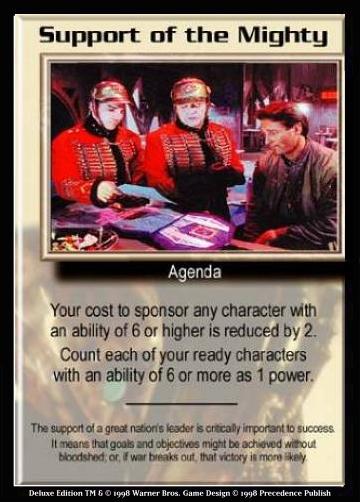 Support of the Mighty
Agenda
Your cost to sponsor any character with
an ability of 6 or higher is reduced by 2.
Count each of your ready characters
with an ability of 6 or more as 1 power.
The support of a great nation's leader is critically important to success.
It means that goals and objectives might be achieved without
bloodshed; or, if war breaks out, that victory is more likely.
Deluxe Edition TM & © 1998 Warner Bros. Game Design © 1998 Precedence Publish